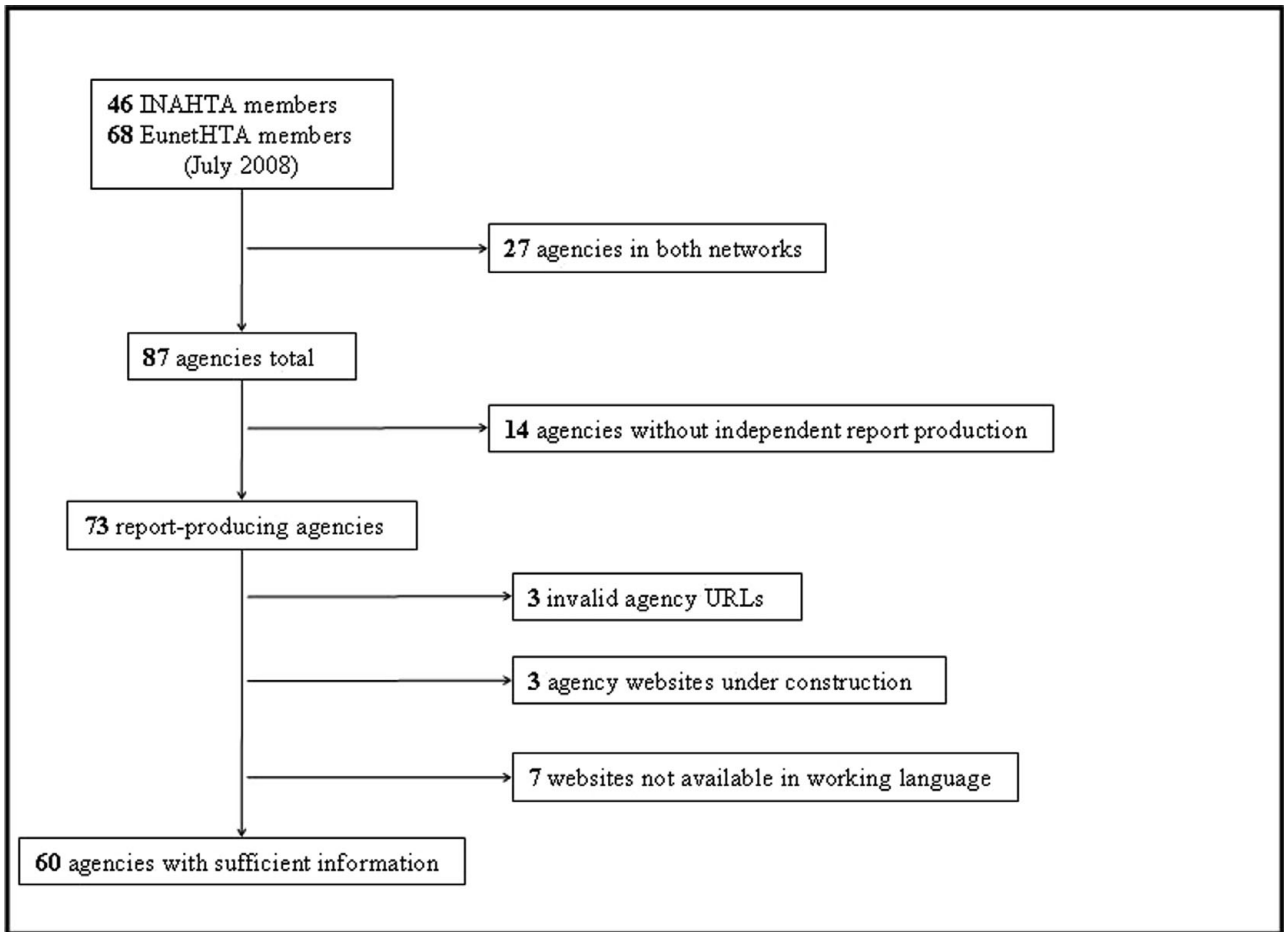 46 INAHTA members
68 EunetHTA members
(July 2008)
27 agencies in both networks
87 agencies total
14 agencies without independent report production
73 report-producing agencies
3 invalid agency URLs
3 agency websites under construction
7 websites not available in working language
60 agencies with sufficient information